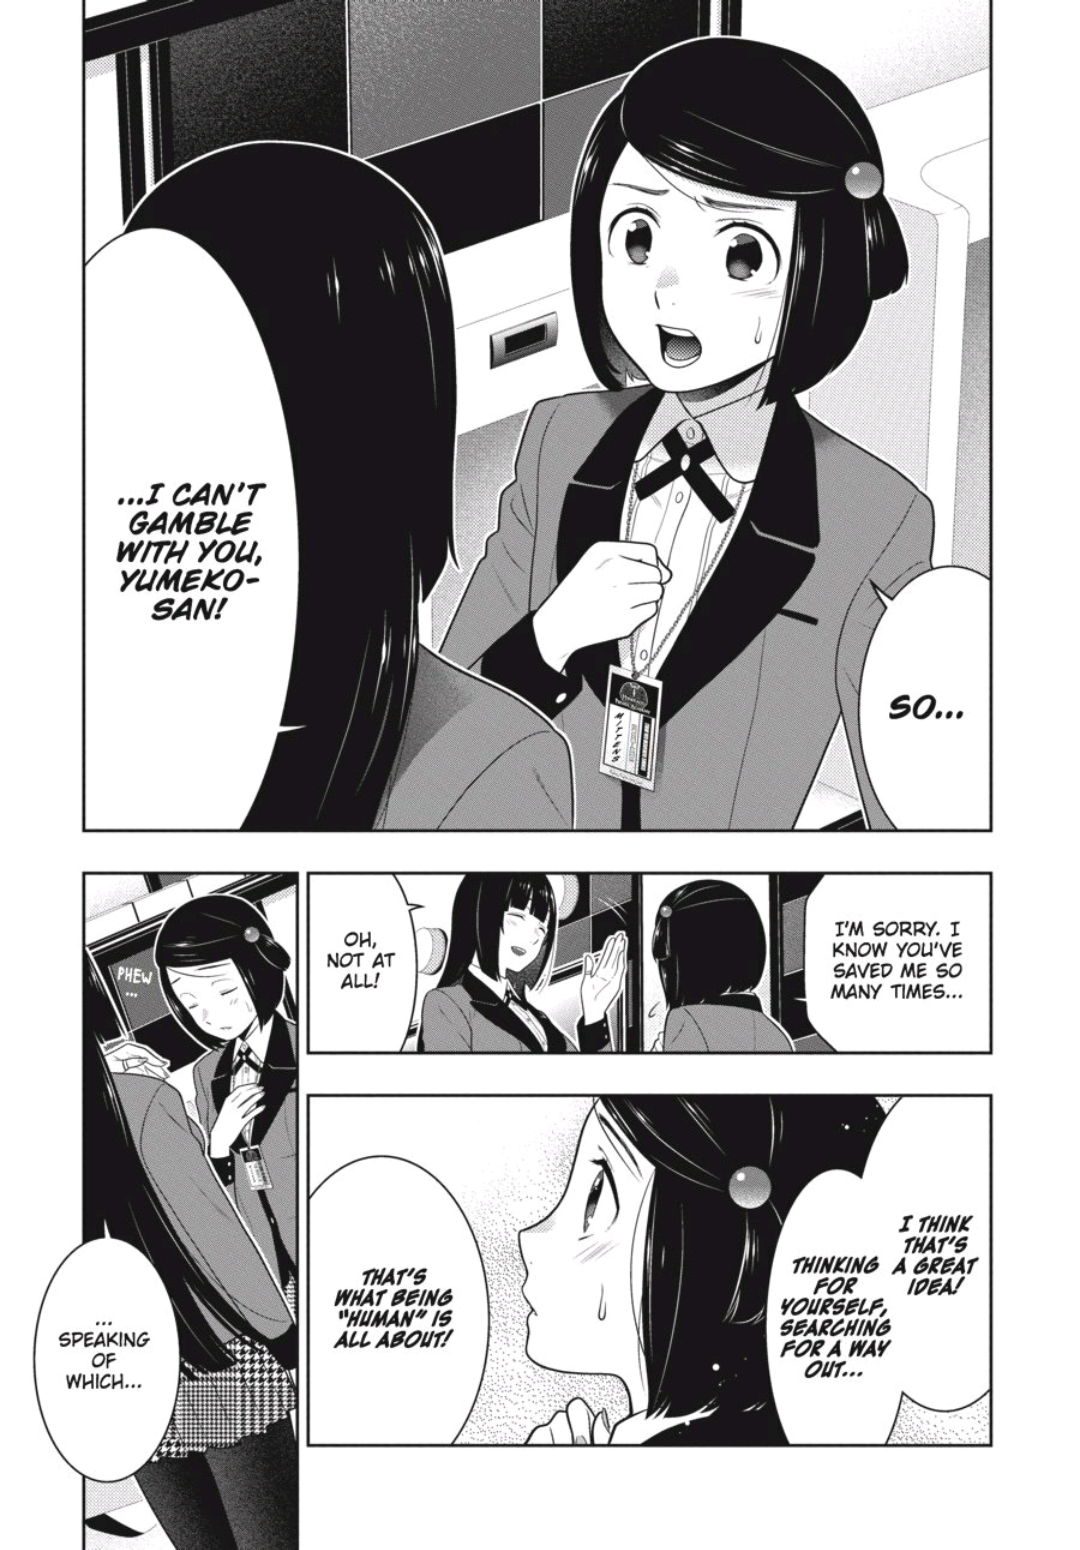 SO...
...I CAN'T
GAMBLE
WITH YOU,
YUMEKO-
SAN!
MITTENS
I'M SORRY. I
KNOW YOU'VE
SAVED ME SO
MANY TIMES...
OH,
NOT AT
ALL!
I THINK
THAT'S
A GREAT
IDEA!
THINKING
FOR
YOURSELF,
SEARCHING
FOR A WAY
OUT...
THAT'S
WHAT BEING
"HUMAN" IS
ALL ABOUT!
PHEW
...
...
SPEAKING
OF
WHICH...